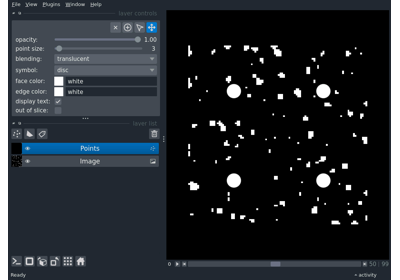 File View Plugins Window Help
layer controls
opacity: 1.00
point size: 3
blending: translucent
symbol: disc
face color: white
edge color: white
display text:
out of slice:
layer list
Points
Image
50 99
Ready
activity